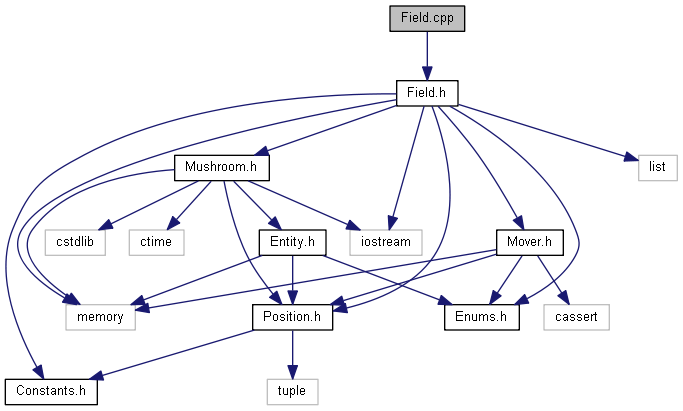 Field.cpp
Field.h
Mushroom.h
list
cstdlib
ctime
Entity.h
iostream
Mover.h
memory
Position.h
Enums.h
cassert
Constants.h
tuple